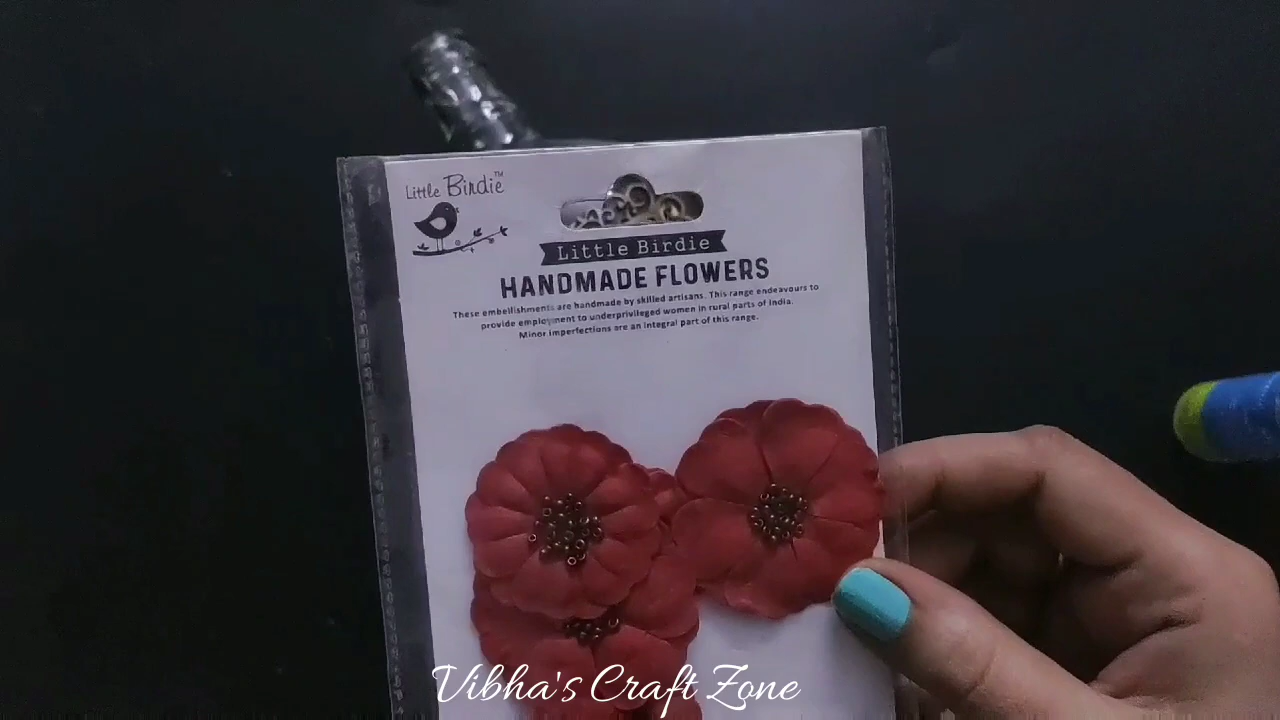 Little Birdie™
Little Birdie
HANDMADE FLOWERS
These embellishments are handmade by skilled artisans. This range endeavours to
provide employment to underprivileged women in rural parts of India.
Minor imperfections are an integral part of this range.
Vibha's Craft Zone